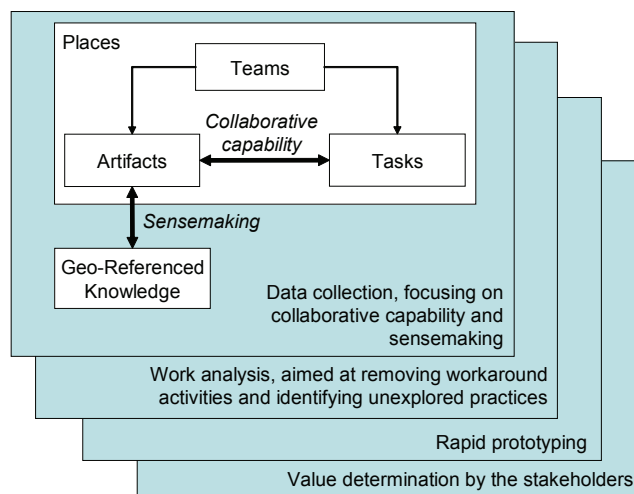 Places
Teams
Collaborative
capability
Artifacts
Tasks
Sensemaking
Geo-Referenced
Knowledge
Data collection, focusing on
collaborative capability and
sensemaking
Work analysis, aimed at removing workaround
activities and identifying unexplored practices
Rapid prototyping
Value determination by the stakeholders